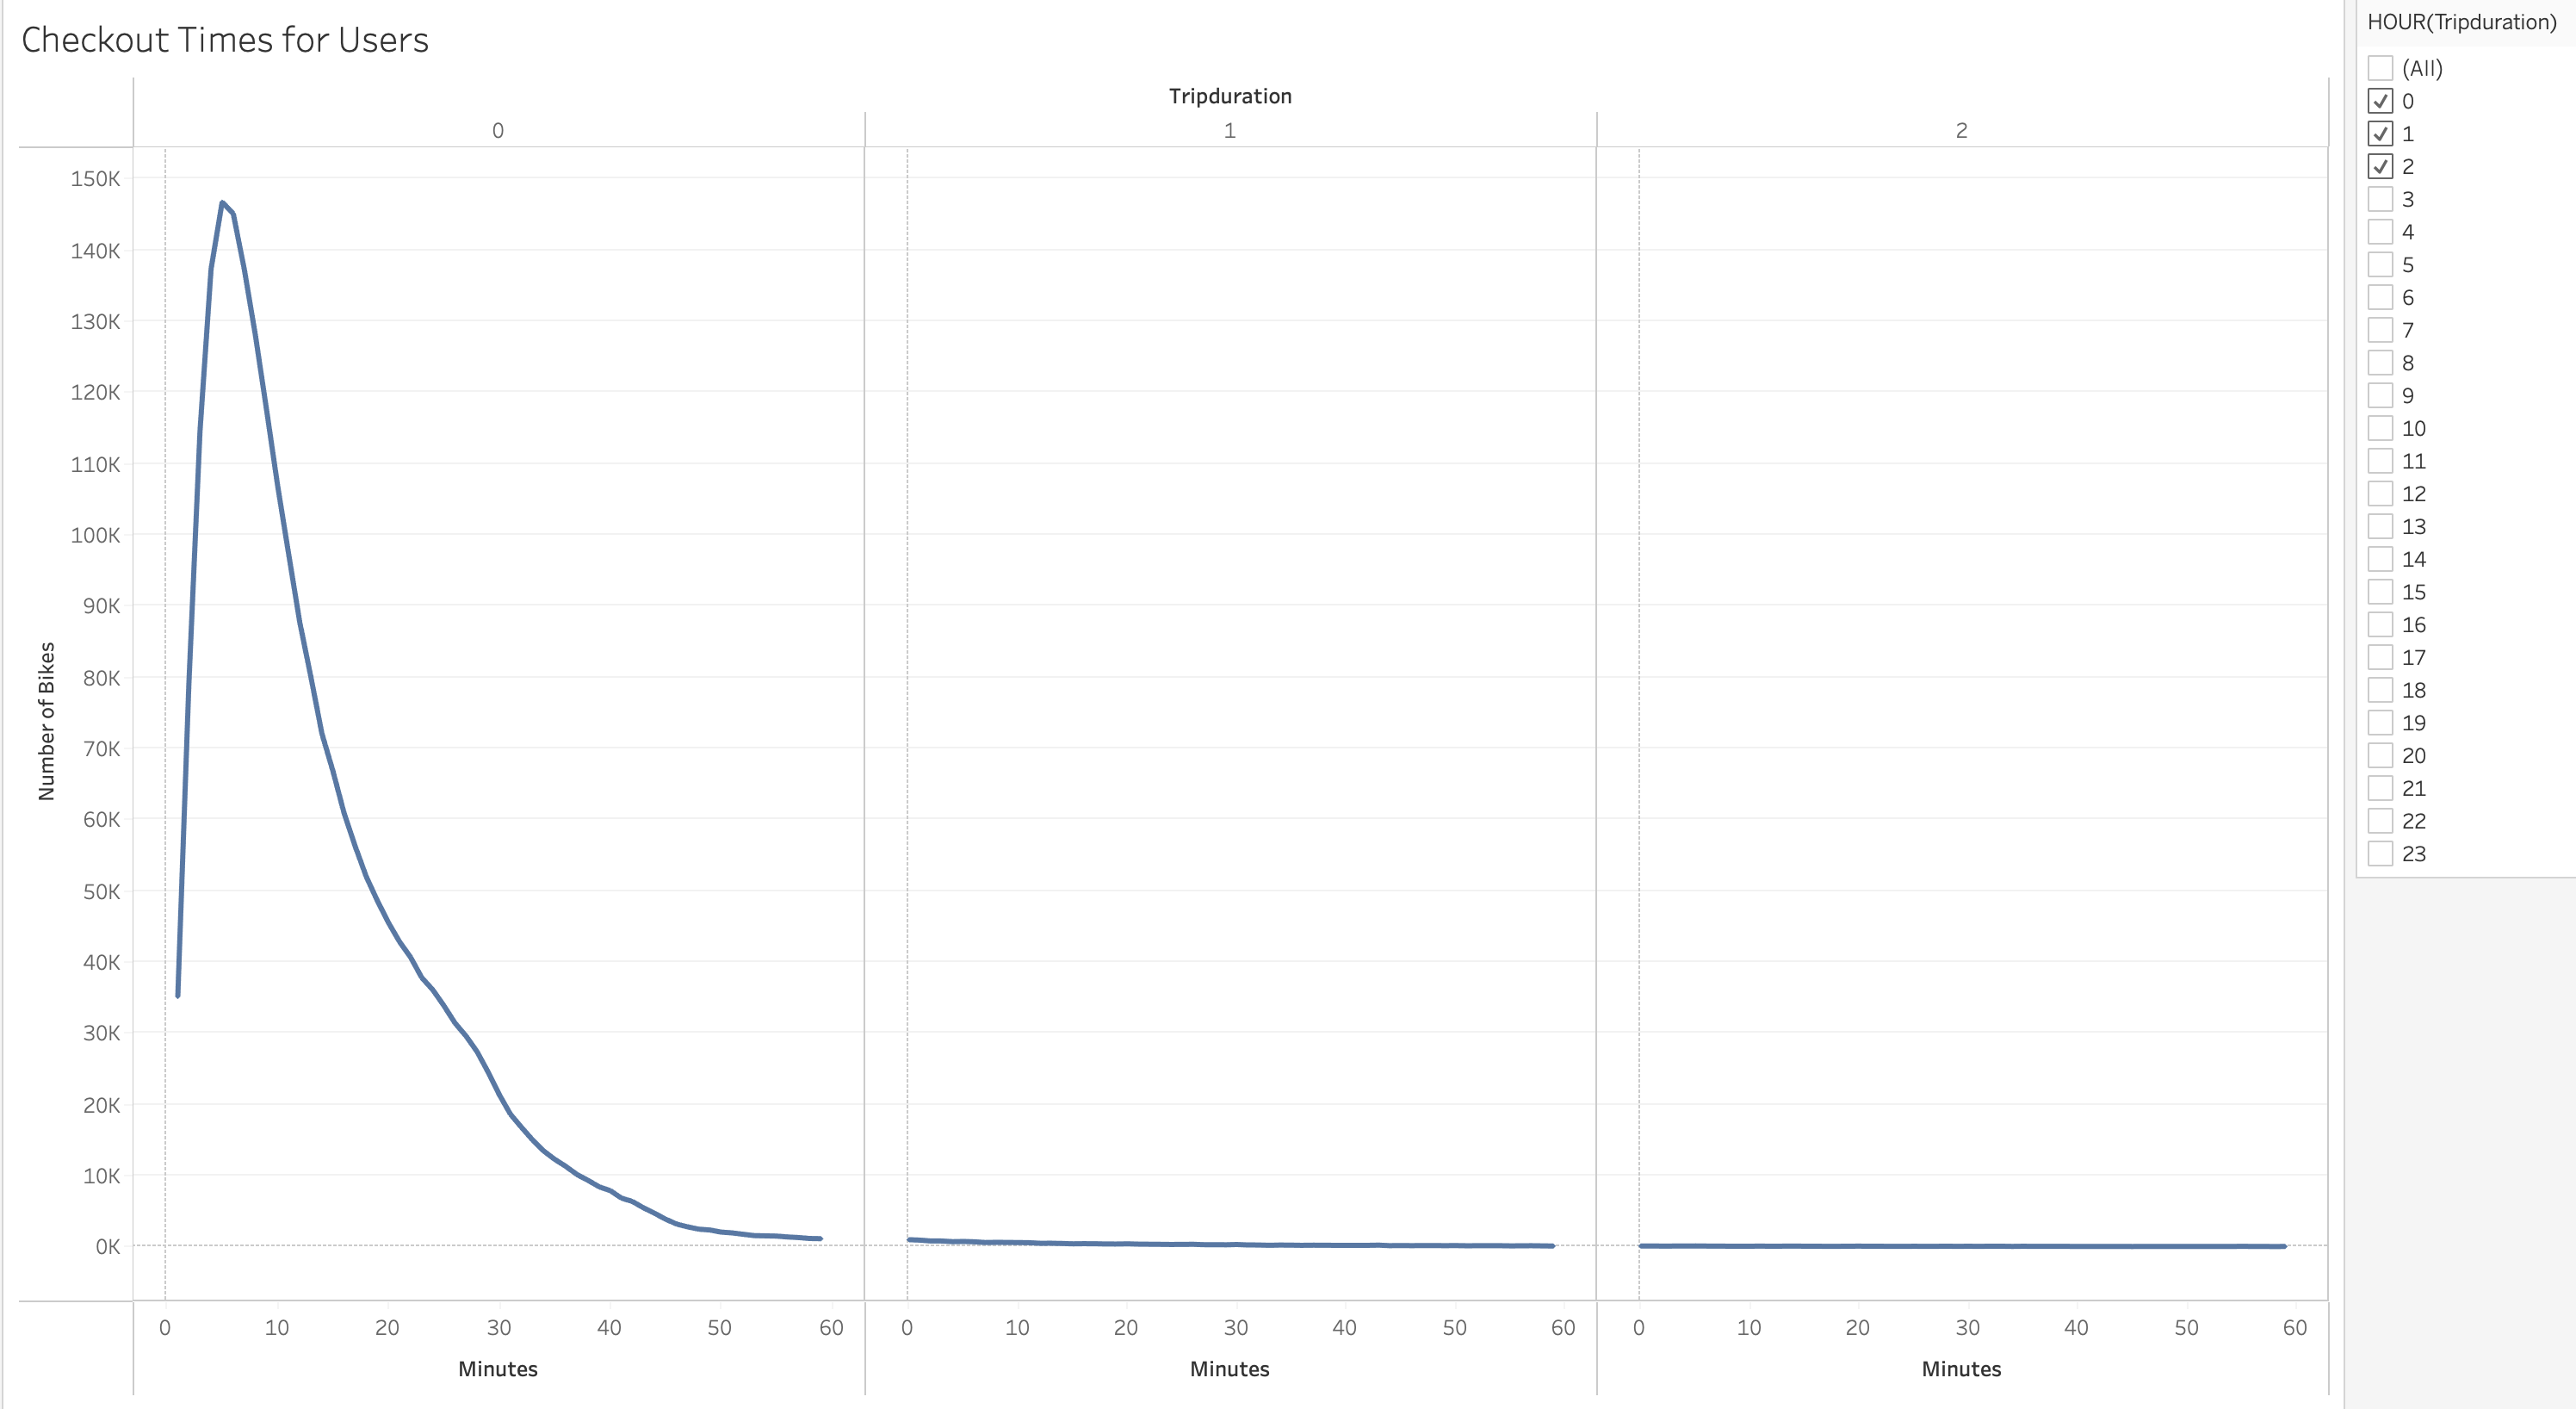 Checkout Times for Users
Tripduration
0 1 2
150K
140K
130K
120K
110K
100K
90K
80K
70K
60K
50K
40K
30K
20K
10K
0K
Number of Bikes
0 10 20 30 40 50 60 0 10 20 30 40 50 60 0 10 20 30 40 50 60
Minutes Minutes Minutes
HOUR(Tripduration)
(All)
0
1
2
3
4
5
6
7
8
9
10
11
12
13
14
15
16
17
18
19
20
21
22
23